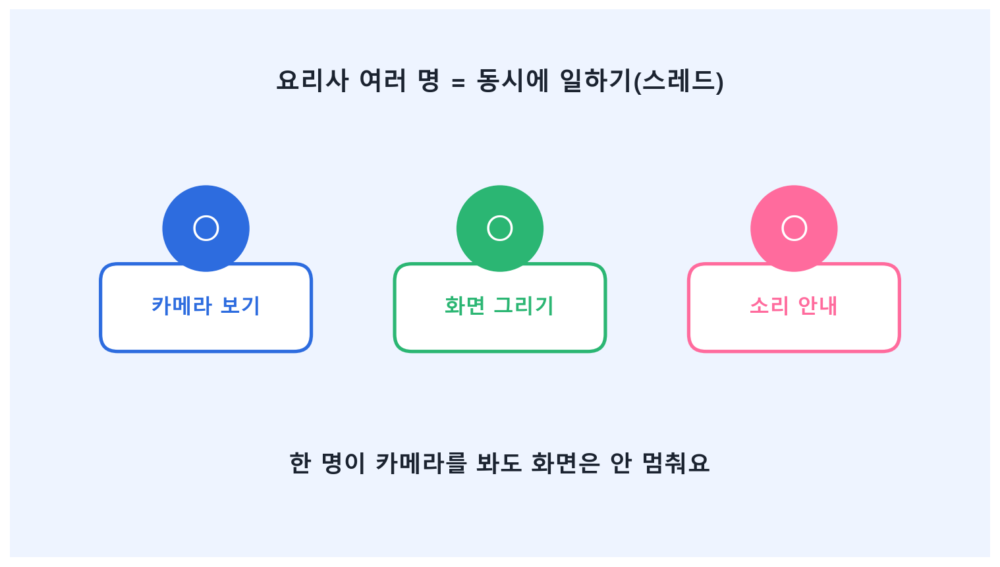 요리사 여러 명 = 동시에 일하기(스레드)
카메라 보기
화면 그리기
소리 안내
한 명이 카메라를 봐도 화면은 안 멈춰요